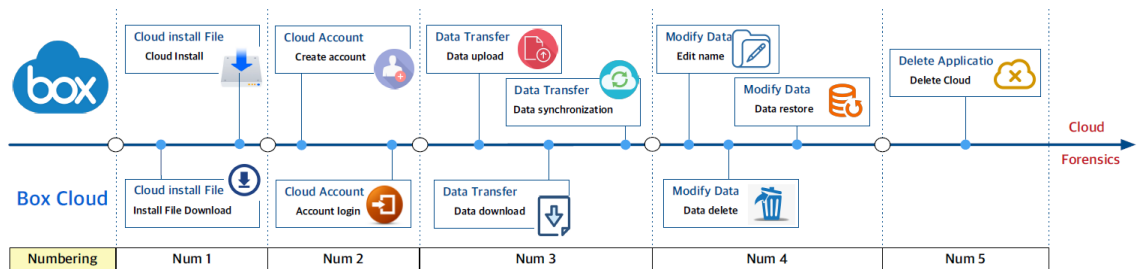 box
Cloud install File
Cloud Install
Cloud Account
Create account
Data Transfer
Data upload
Data Transfer
Data synchronization
Modify Data
Edit name
Modify Data
Data restore
Delete Applicatio
Delete Cloud
Cloud
Forensics
Box Cloud
Cloud install File
Install File Download
Cloud Account
Account login
Data Transfer
Data download
Modify Data
Data delete
Numbering
Num 1
Num 2
Num 3
Num 4
Num 5